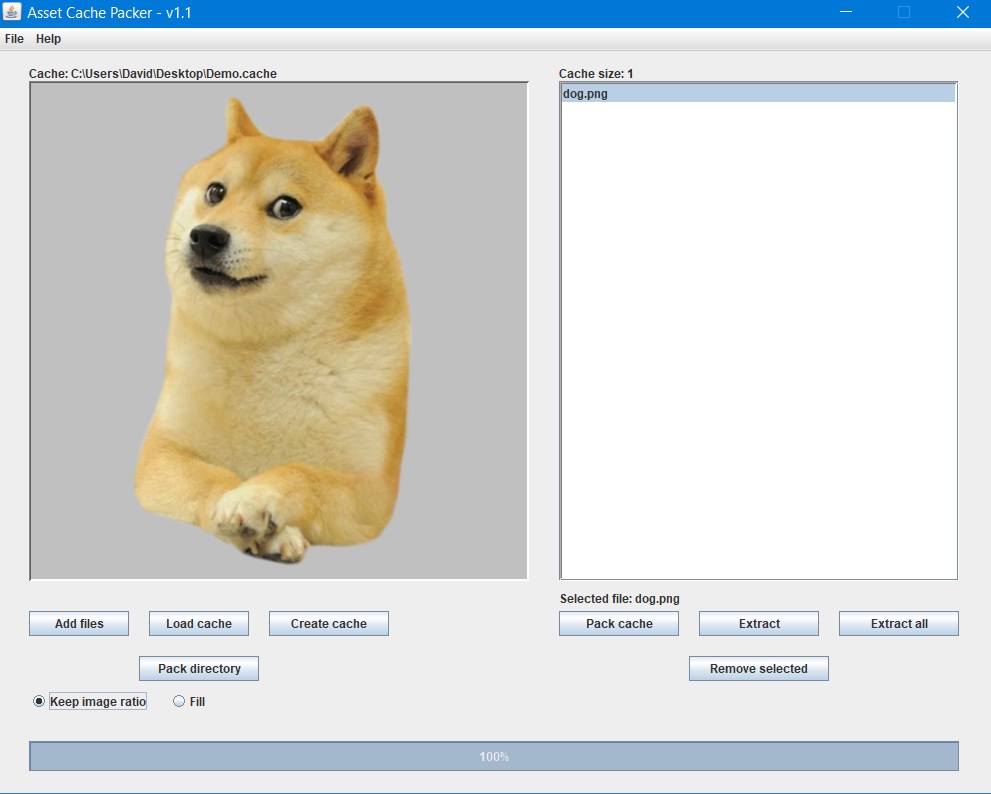 Asset Cache Packer - v1.1
File Help
Cache: C:\Users\David\Desktop\Demo.cache
Cache size: 1
dog.png
Selected file: dog.png
Add files Load cache Create cache Pack cache Extract Extract all
Pack directory Remove selected
Keep image ratio Fill
100%